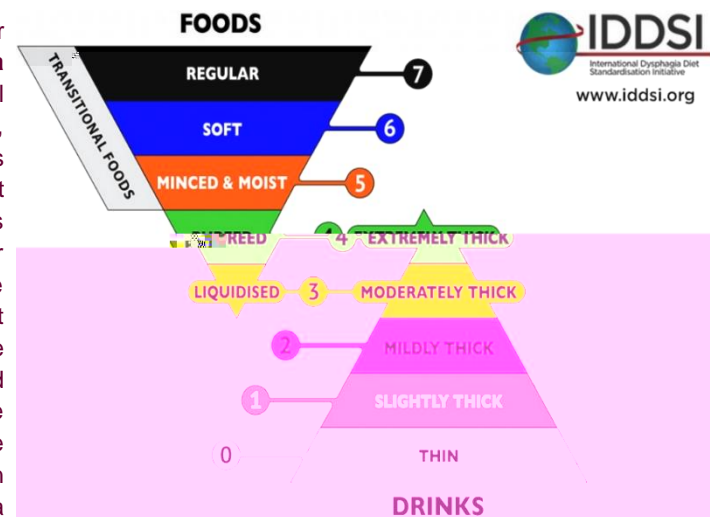 FOODS
IDDSI
International Dysphagia Diet
Standardisation Initiative
www.iddsi.org
TRANSITIONAL FOODS
REGULAR
7
SOFT
6
MINCED & MOIST
5
4 EXTREMELY THICK
LIQUIDISED 3 MODERATELY THICK
2 MILDLY THICK
1 SLIGHTLY THICK
0 THIN
DRINKS